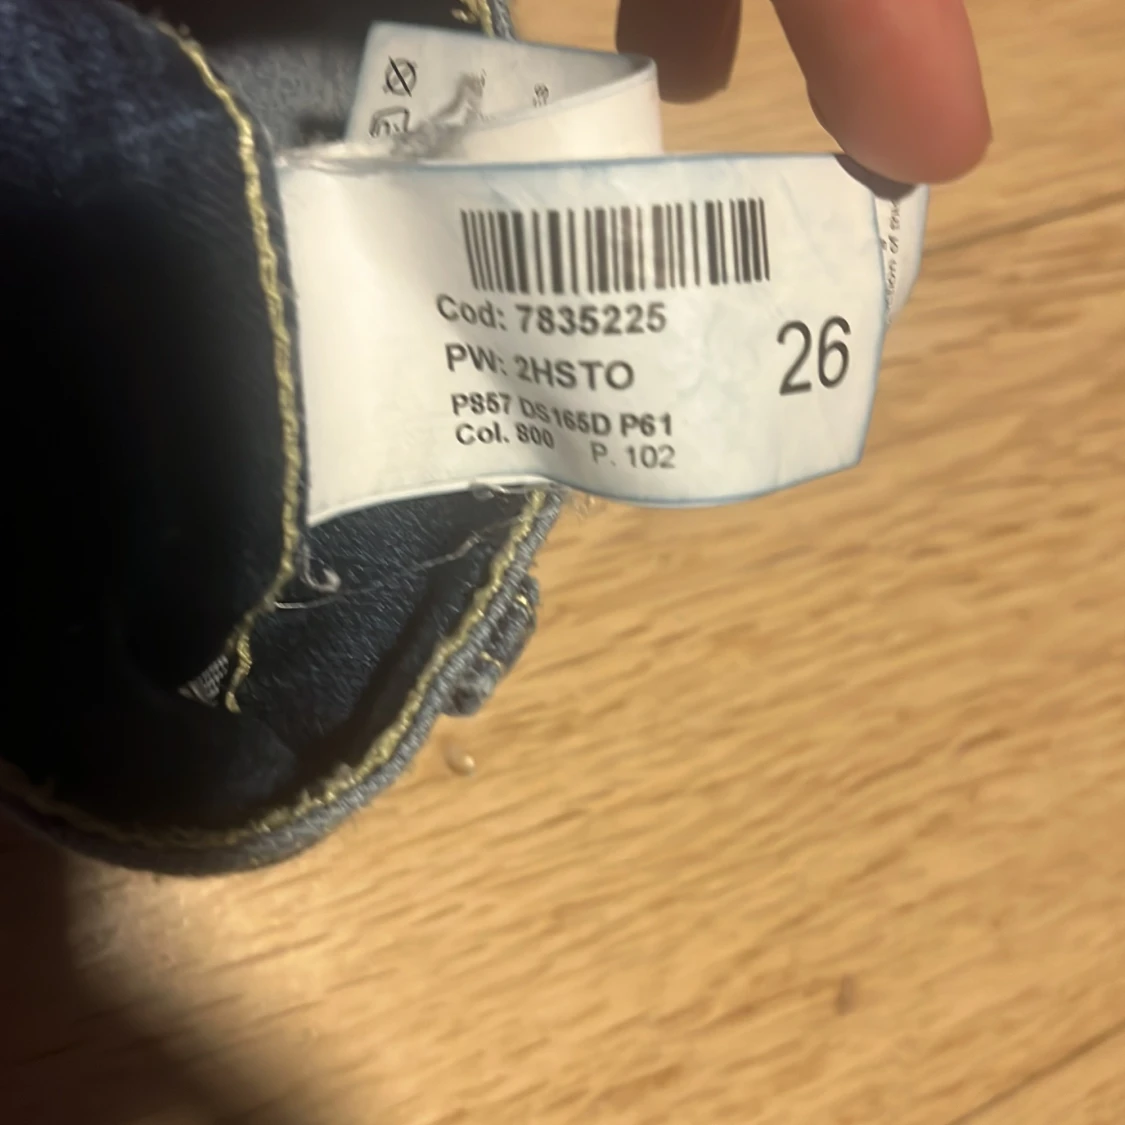 Cod: 7835225
PW: 2HSTO
26
P857 DS165D P61
Col. 800 P. 102